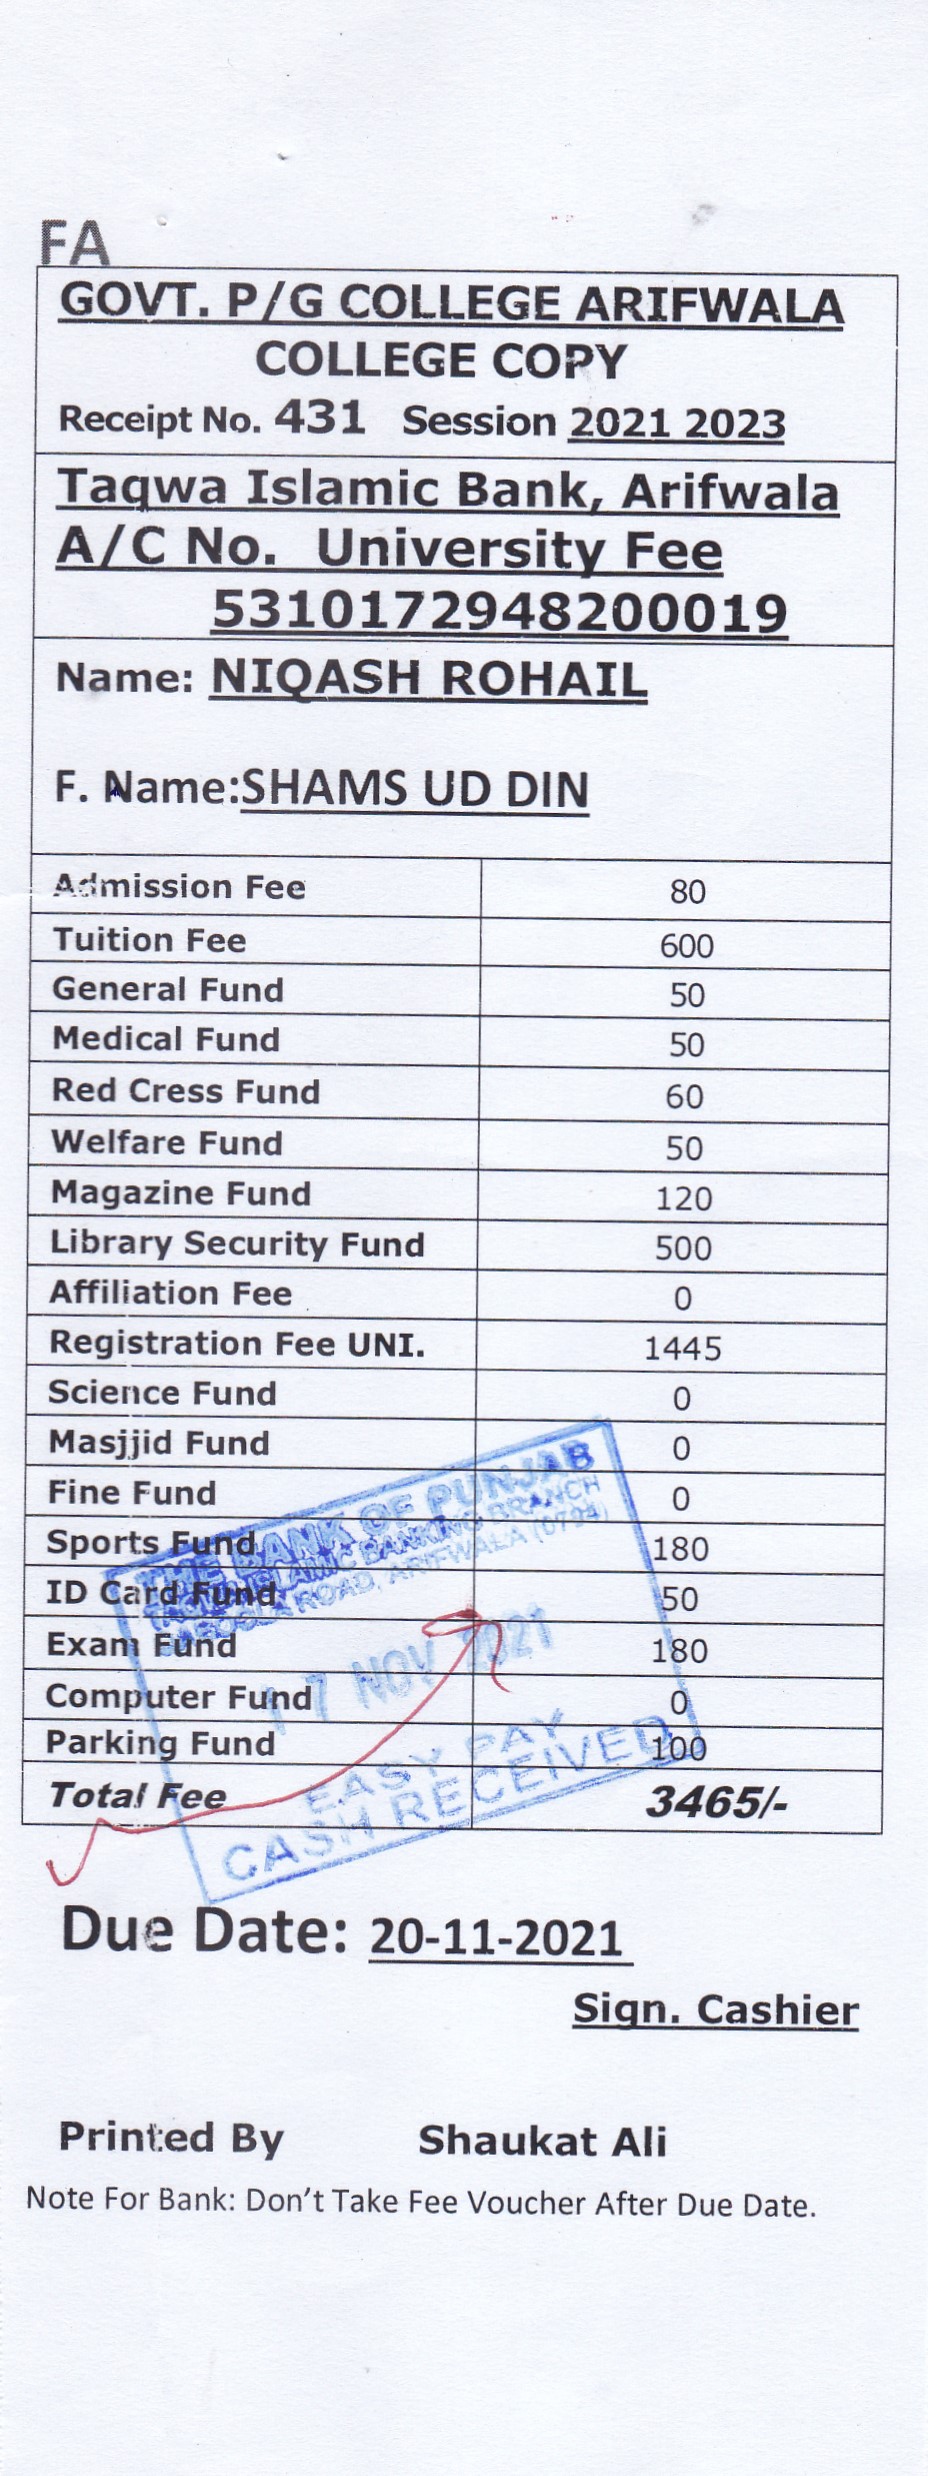 FA
GOVT. P/G COLLEGE ARIFWALA
COLLEGE COPY
Receipt No. 431 Session 2021 2023
Taqwa Islamic Bank, Arifwala
A/C No. University Fee
5310172948200019
Name: NIQASH ROHAIL
F. Name:SHAMS UD DIN
Admission Fee 80
Tuition Fee 600
General Fund 50
Medical Fund 50
Red Cress Fund 60
Welfare Fund 50
Magazine Fund 120
Library Security Fund 500
Affiliation Fee 0
Registration Fee UNI. 1445
Science Fund 0
Masjjid Fund 0
Fine Fund 0
Sports Fund 180
ID Card Fund 50
Exam Fund 180
Computer Fund 0
Parking Fund 100
Total Fee 3465/-
THE BANK OF PUNJAB
ISLAMIC BANKING BRANCH
ROAD, ARIFWALA
17 NOV 2021
EASY PAY
CASH RECEIVED
Due Date: 20-11-2021
Sign. Cashier
Printed By Shaukat Ali
Note For Bank: Don't Take Fee Voucher After Due Date.